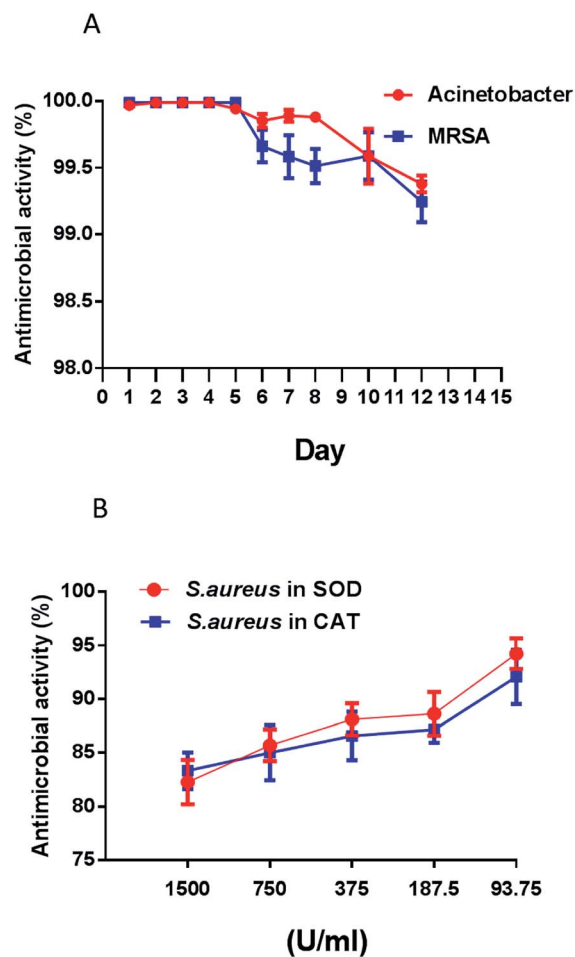 A
Antimicrobial activity (%)
100.0
99.5
99.0
98.5
98.0
Acinetobacter
MRSA
0 1 2 3 4 5 6 7 8 9 10 11 12 13 14 15
Day
B
Antimicrobial activity (%)
100
95
90
85
80
75
S.aureus in SOD
S.aureus in CAT
1500 750 375 187.5 93.75
(U/ml)